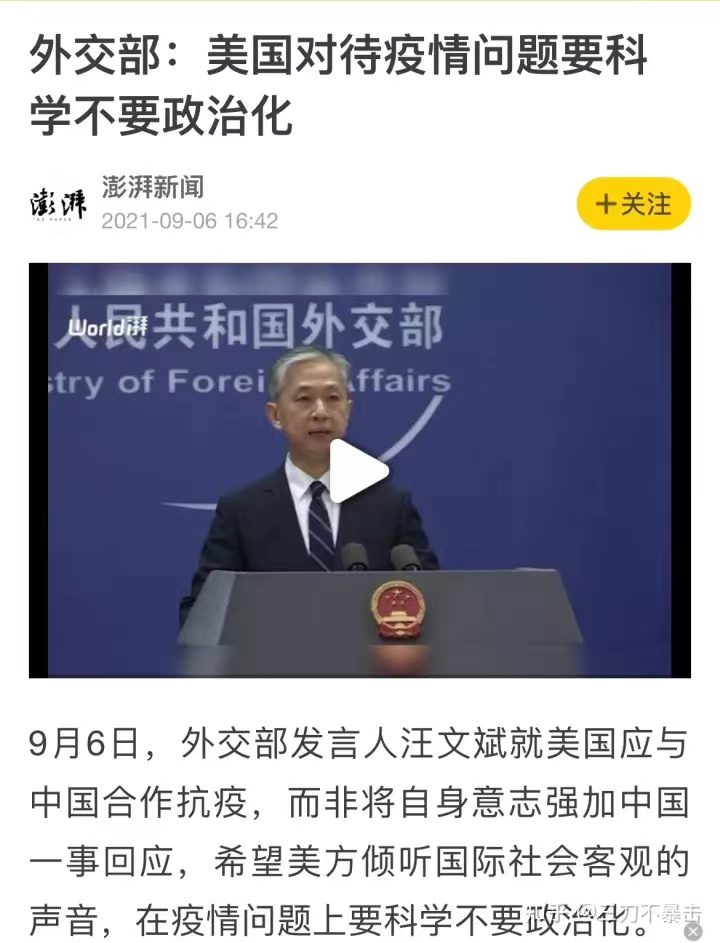 外交部：美国对待疫情问题要科
学不要政治化
澎湃
THE PAPER
澎湃新闻
2021-09-06 16:42
+关注
World湃
人民共和国外交部
stry of Forei
ffairs
9月6日，外交部发言人汪文斌就美国应与
中国合作抗疫，而非将自身意志强加中国
一事回应，希望美方倾听国际社会客观的
声音，在疫情问题上要科学不要政治化。
知乎
不暴击